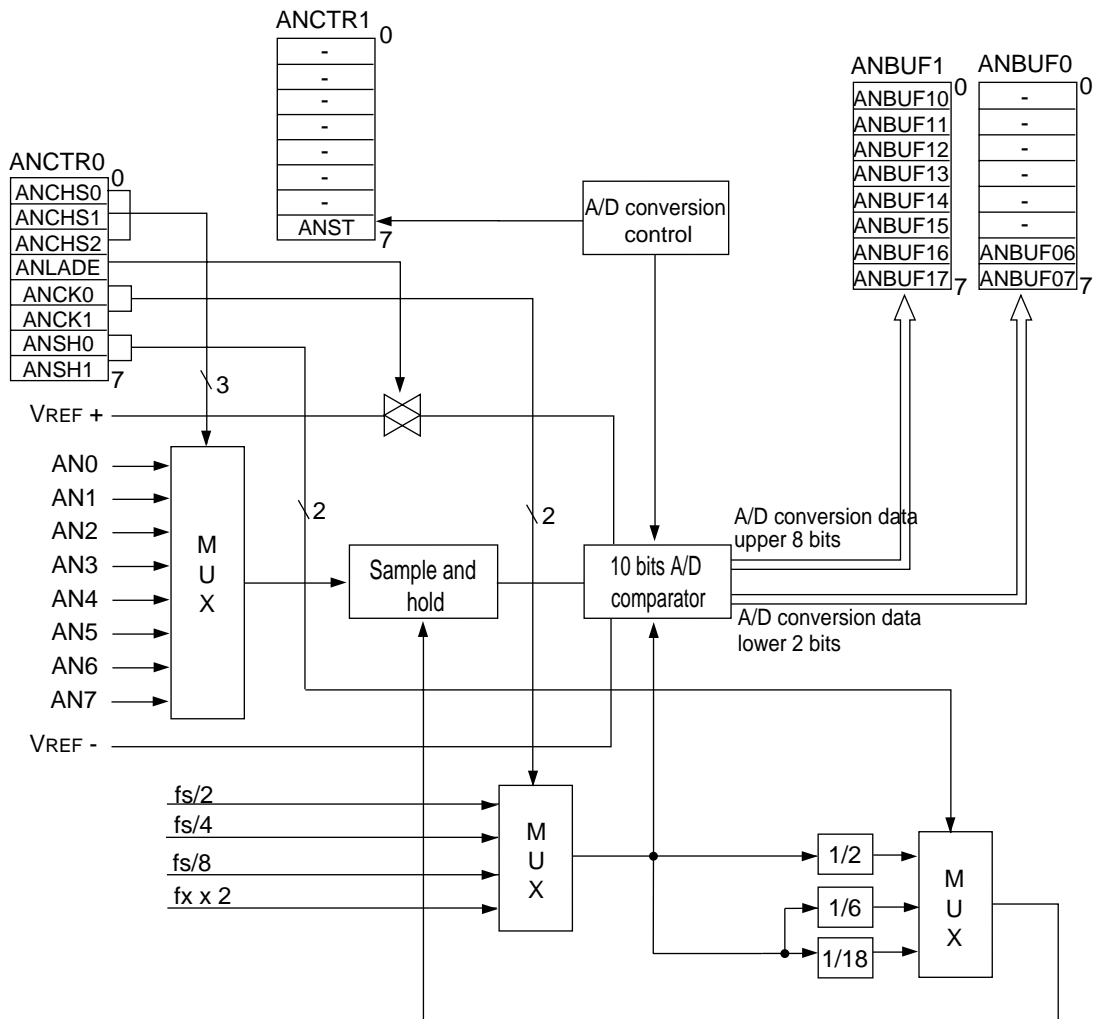 ANCTR1
0
-
-
-
-
-
-
-
ANST
7
ANCTR0
0
ANCHS0
ANCHS1
ANCHS2
ANLADE
ANCK0
ANCK1
ANSH0
ANSH1
7
A/D conversion
control
ANBUF1
0
ANBUF10
ANBUF11
ANBUF12
ANBUF13
ANBUF14
ANBUF15
ANBUF16
ANBUF17
7
ANBUF0
0
-
-
-
-
-
-
ANBUF06
ANBUF07
7
3
2
2
VREF +
AN0
AN1
AN2
AN3
AN4
AN5
AN6
AN7
VREF -
MUX
Sample and
hold
10 bits A/D
comparator
A/D conversion data
upper 8 bits
A/D conversion data
lower 2 bits
fs/2
fs/4
fs/8
fx x 2
MUX
1/2
1/6
1/18
MUX